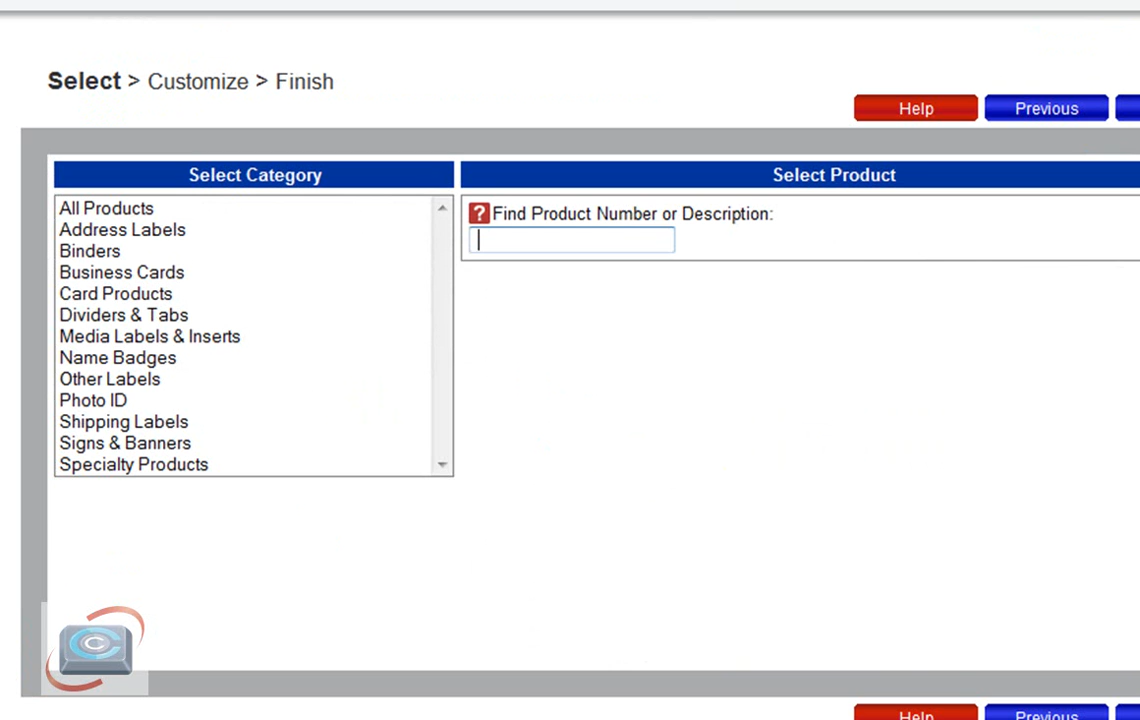 Select > Customize > Finish
Help
Previous
Select Category
Select Product
All Products
Address Labels
Binders
Business Cards
Card Products
Dividers & Tabs
Media Labels & Inserts
Name Badges
Other Labels
Photo ID
Shipping Labels
Signs & Banners
Specialty Products
? Find Product Number or Description:
C
Help
Previous